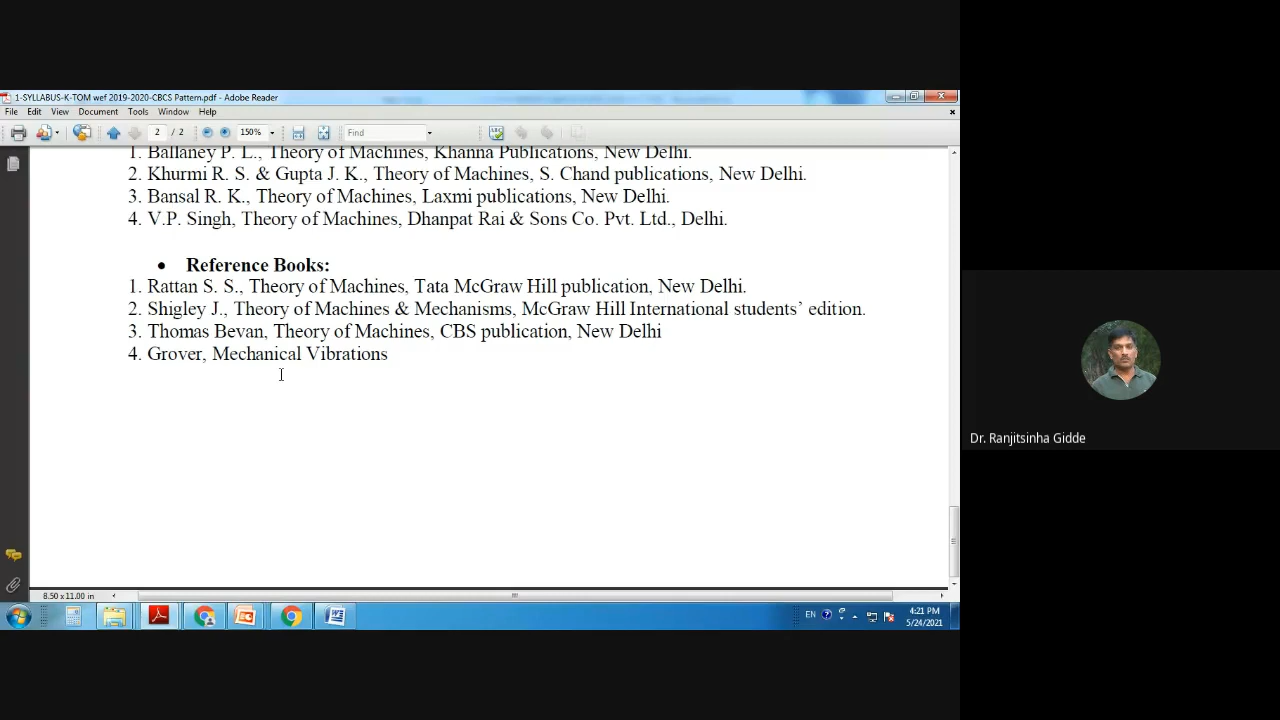 1-SYLLABUS-K-TOM wef 2019-2020-CBCS Pattern.pdf - Adobe Reader
File Edit View Document Tools Window Help
2 / 2 150% Find
1. Ballaney P. L., Theory of Machines, Khanna Publications, New Delhi.
2. Khurmi R. S. & Gupta J. K., Theory of Machines, S. Chand publications, New Delhi.
3. Bansal R. K., Theory of Machines, Laxmi publications, New Delhi.
4. V.P. Singh, Theory of Machines, Dhanpat Rai & Sons Co. Pvt. Ltd., Delhi.
• Reference Books:
1. Rattan S. S., Theory of Machines, Tata McGraw Hill publication, New Delhi.
2. Shigley J., Theory of Machines & Mechanisms, McGraw Hill International students’ edition.
3. Thomas Bevan, Theory of Machines, CBS publication, New Delhi
4. Grover, Mechanical Vibrations
Dr. Ranjitsinha Gidde
8.50 x 11.00 in
EN 4:21 PM
5/24/2021